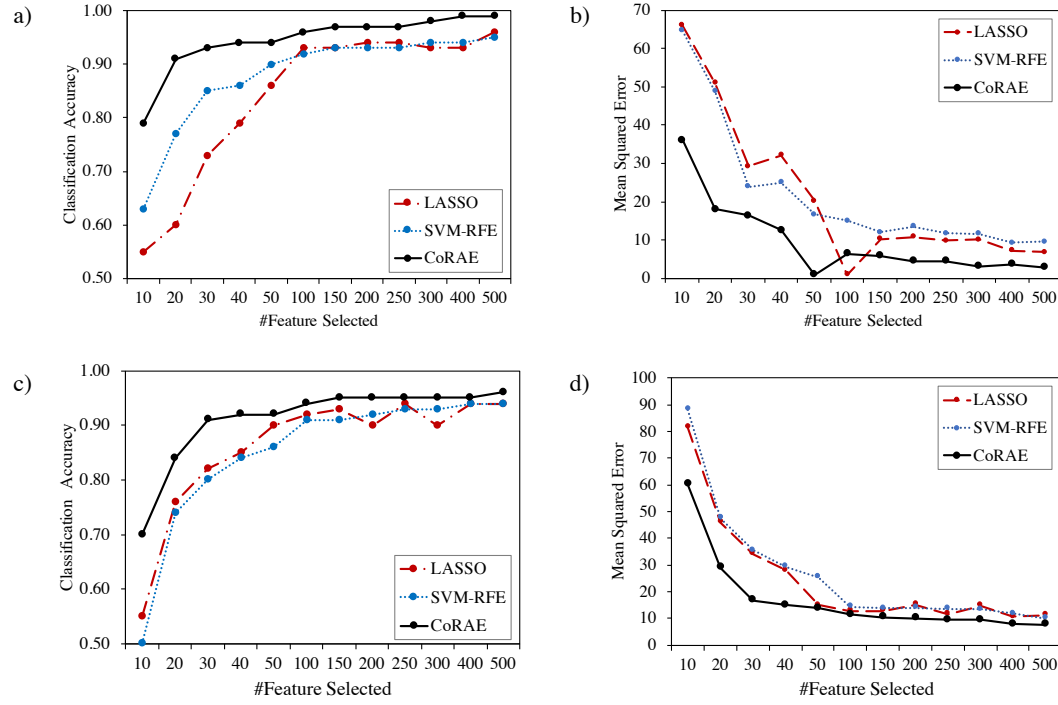 a)
1.00
0.90
0.80
0.70
0.60
0.50
Classification Accuracy
LASSO
SVM-RFE
CoRAE
10 20 30 40 50 100 150 200 250 300 400 500
#Feature Selected
b)
70
60
50
40
30
20
10
0
Mean Squared Error
LASSO
SVM-RFE
CoRAE
10 20 30 40 50 100 150 200 250 300 400 500
#Feature Selected
c)
1.00
0.90
0.80
0.70
0.60
0.50
Classification Accuracy
LASSO
SVM-RFE
CoRAE
10 20 30 40 50 100 150 200 250 300 400 500
#Feature Selected
d)
100
90
80
70
60
50
40
30
20
10
0
Mean Squared Error
LASSO
SVM-RFE
CoRAE
10 20 30 40 50 100 150 200 250 300 400 500
#Feature Selected